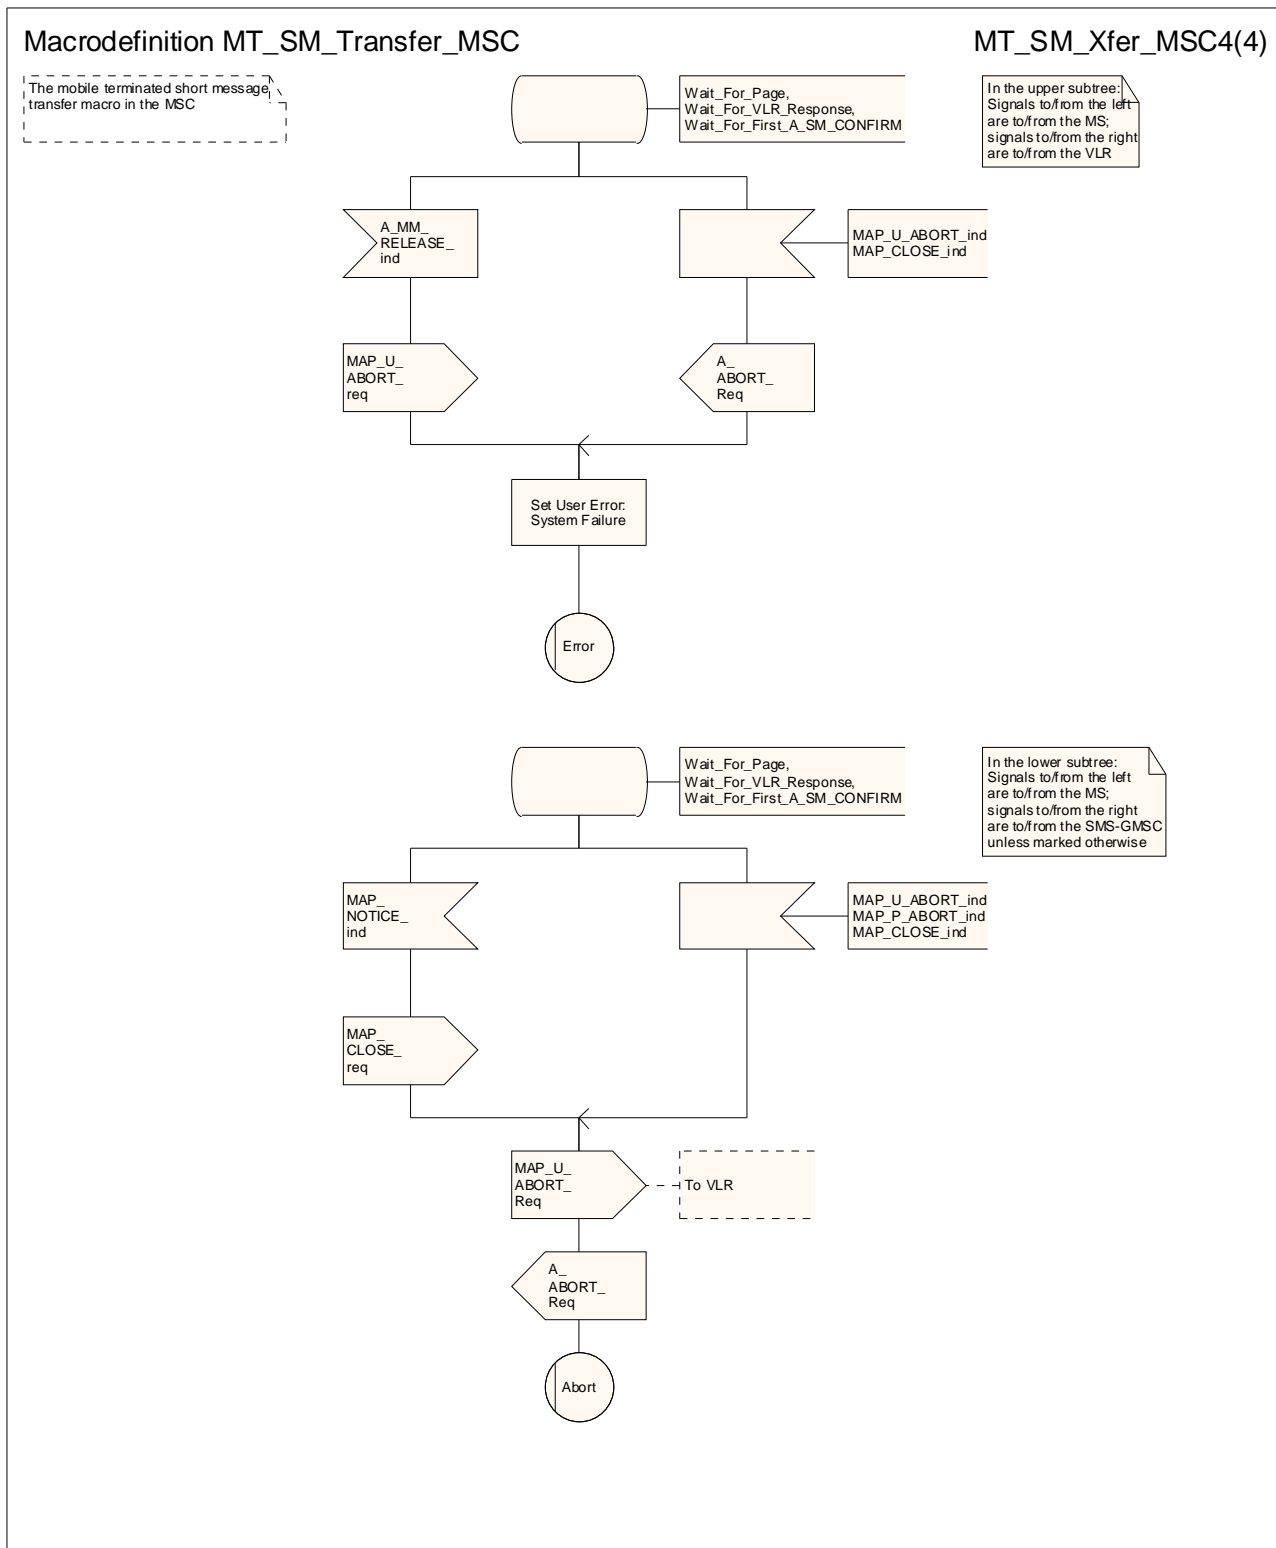 Macrodefinition MT_SM_Transfer_MSC
MT_SM_Xfer_MSC4(4)
The mobile terminated short message
transfer macro in the MSC
Wait_For_Page,
Wait_For_VLR_Response,
Wait_For_First_A_SM_CONFIRM
In the upper subtree:
Signals to/from the left
are to/from the MS;
signals to/from the right
are to/from the VLR
A_MM_
RELEASE_
ind
MAP_U_ABORT_ind
MAP_CLOSE_ind
MAP_U_
ABORT_
req
A_
ABORT_
Req
Set User Error:
System Failure
Error
Wait_For_Page,
Wait_For_VLR_Response,
Wait_For_First_A_SM_CONFIRM
In the lower subtree:
Signals to/from the left
are to/from the MS;
signals to/from the right
are to/from the SMS-GMSC
unless marked otherwise
MAP_
NOTICE_
ind
MAP_U_ABORT_ind
MAP_P_ABORT_ind
MAP_CLOSE_ind
MAP_
CLOSE_
req
MAP_U_
ABORT_
Req
To VLR
A_
ABORT_
Req
Abort